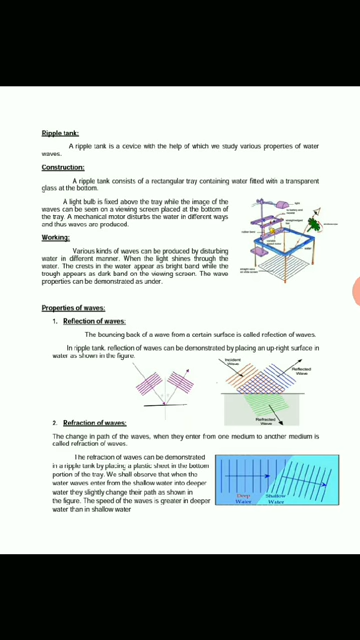 Ripple tank:
A ripple tank is a device with the help of which we study various properties of water
waves.
Construction:
A ripple tank consists of a rectangular tray containing water fitted with a transparent
glass at the bottom.
A light bulb is fixed above the tray while the image of the
waves can be seen on a viewing screen placed at the bottom of
the tray. A mechanical motor disturbs the water in different ways
and thus waves are produced.
Working:
Various kinds of waves can be produced by disturbing
water in different manner. When the light shines through the
water. The crests in the water appear as bright band while the
trough appears as dark band on the viewing screen. The wave
properties can be demonstrated as under.
Properties of waves:
1. Reflection of waves:
The bouncing back of a wave from a certain surface is called reflection of waves.
In ripple tank, reflection of waves can be demonstrated by placing an up-right surface in
water as shown in the figure.
Incident
Wave
Reflected
Wave
Refracted
Wave
2. Refraction of waves:
The change in path of the waves, when they enter from one medium to another medium is
called refraction of waves.
The refraction of waves can be demonstrated
in a ripple tank by placing a plastic sheet in the bottom
portion of the tray. We shall observe that when the
water waves enter from the shallow water into deeper
water they slightly change their path as shown in
the figure. The speed of the waves is greater in deeper
water than in shallow water
Deep
Water
Shallow
Water